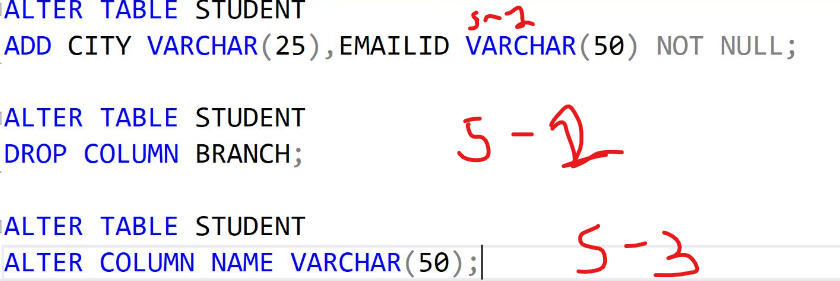 ALTER TABLE STUDENT
S-1
ADD CITY VARCHAR(25),EMAILID VARCHAR(50) NOT NULL;
ALTER TABLE STUDENT
S-2
DROP COLUMN BRANCH;
ALTER TABLE STUDENT
S-3
ALTER COLUMN NAME VARCHAR(50);